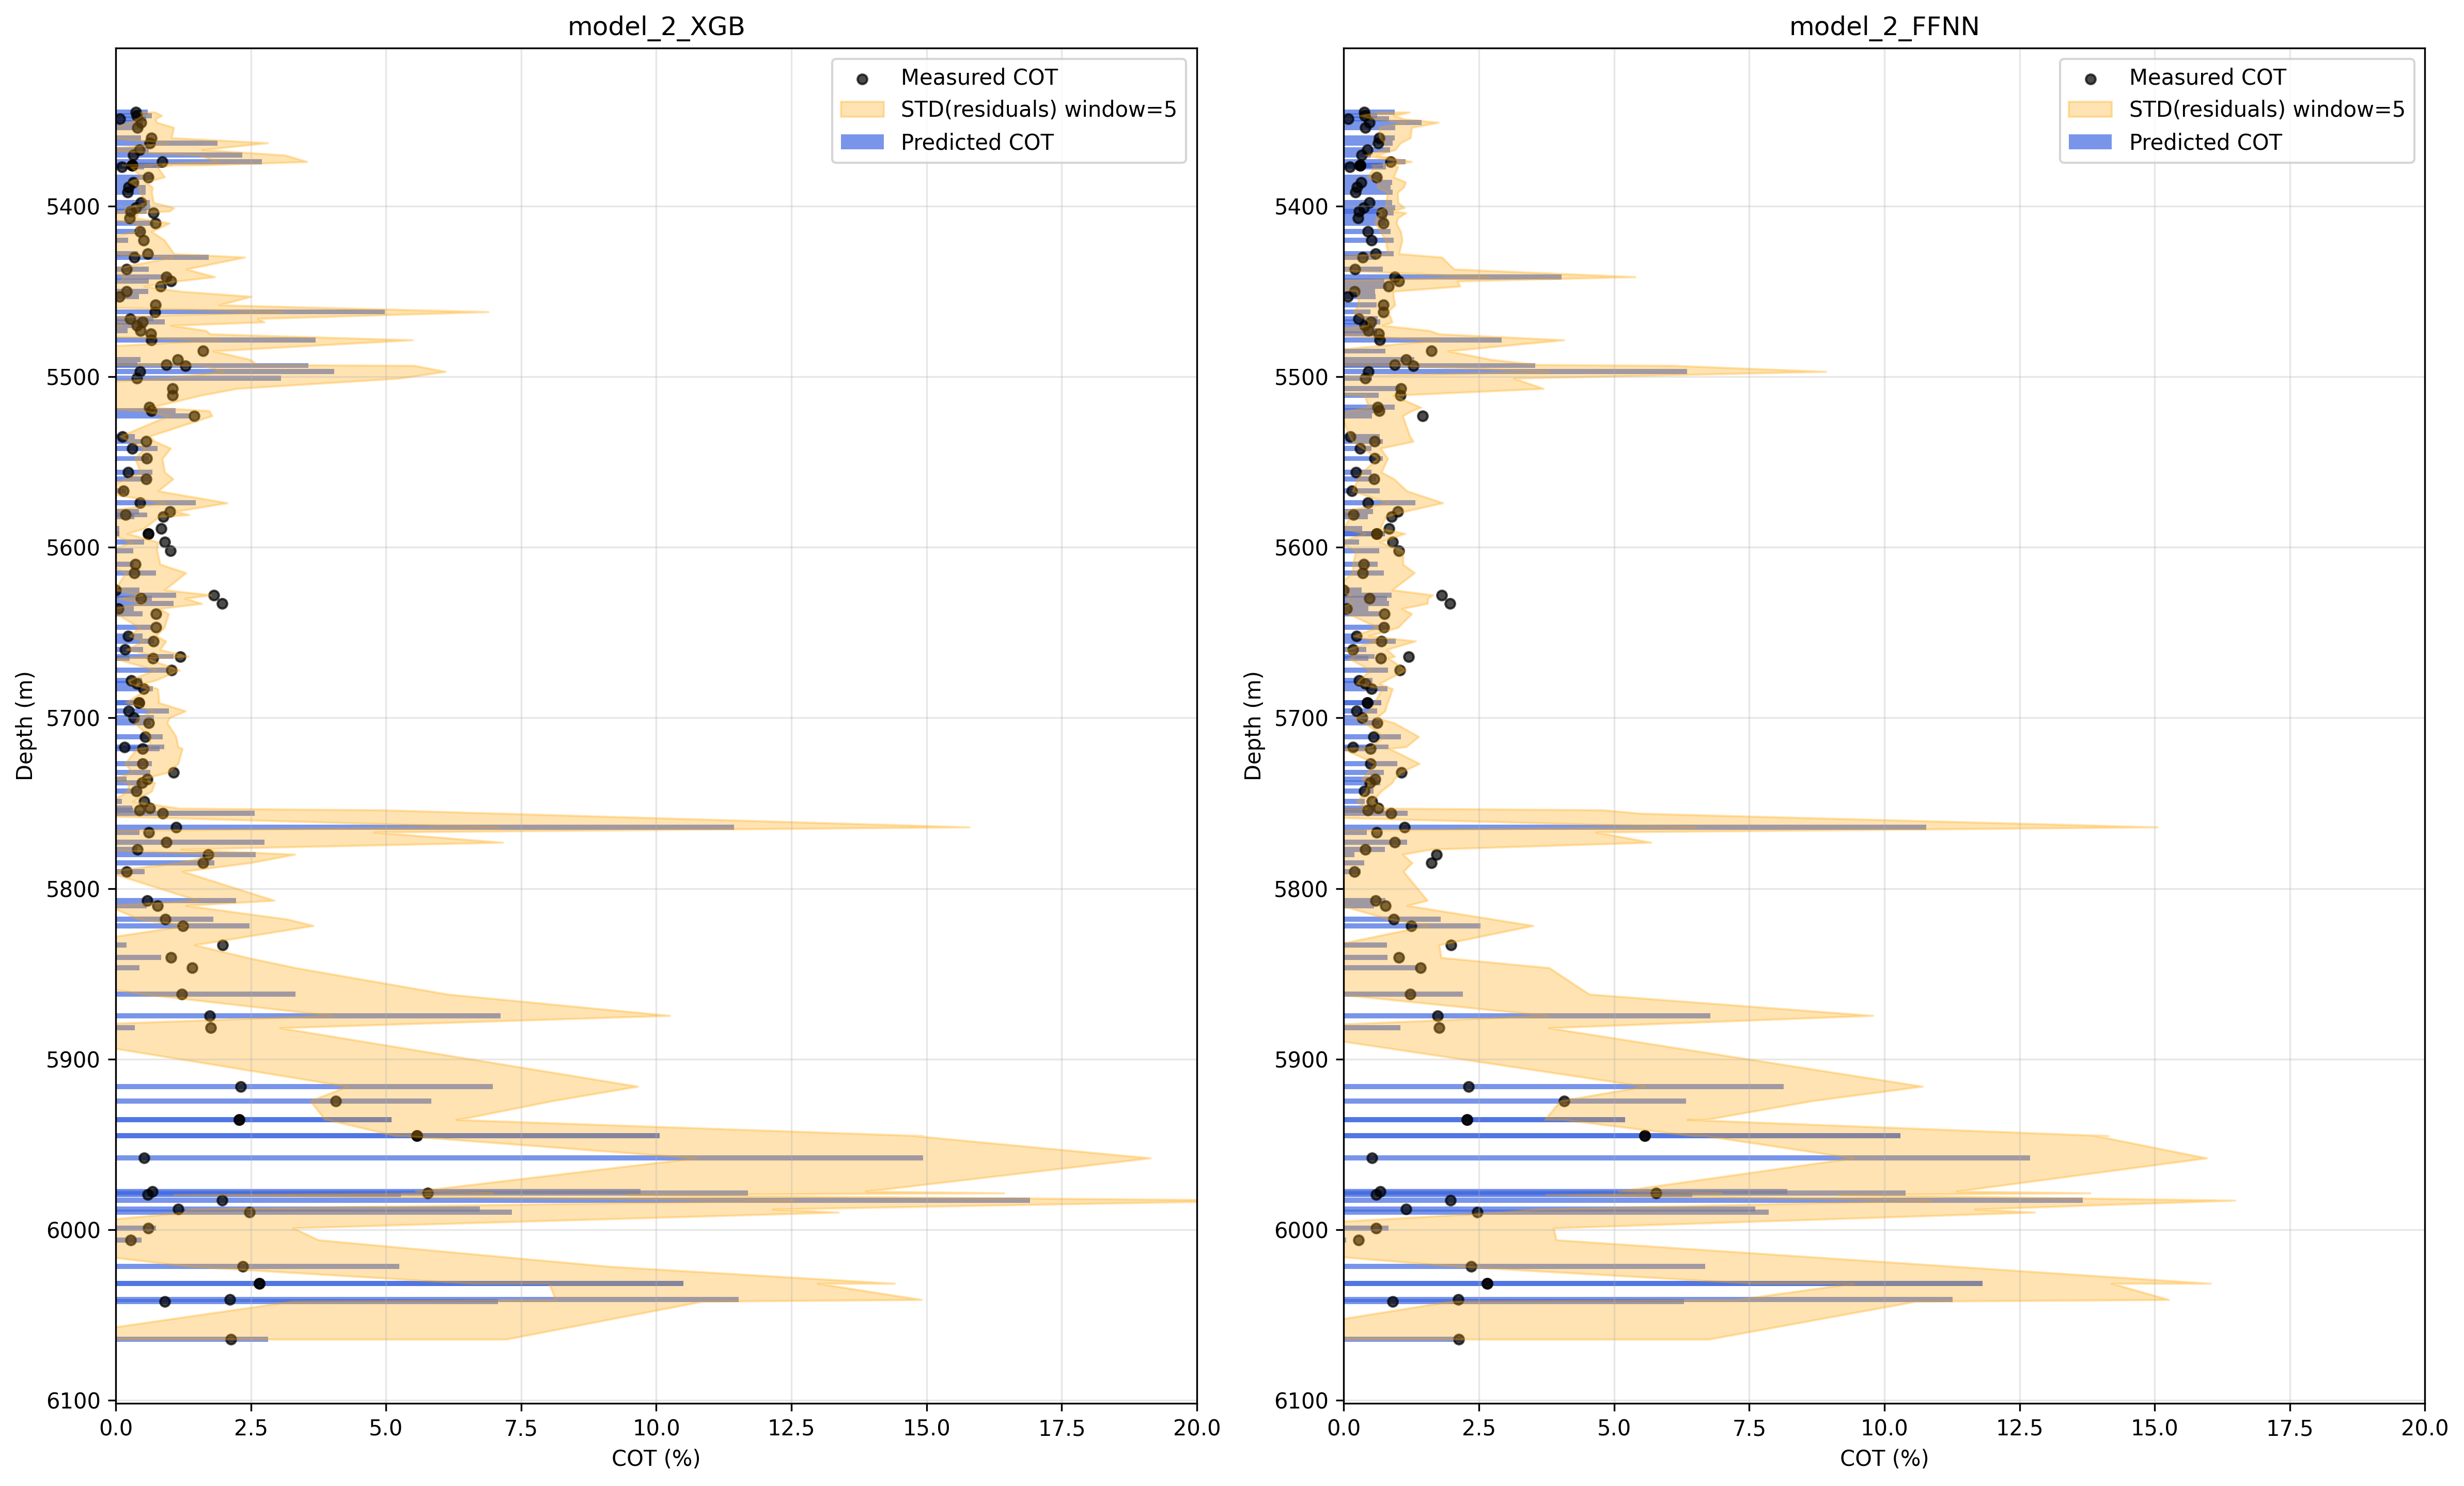 model_2_XGB
Measured COT
STD(residuals) window=5
Predicted COT
5400
5500
5600
5700
5800
5900
6000
6100
Depth (m)
0.0 2.5 5.0 7.5 10.0 12.5 15.0 17.5 20.0
COT (%)
model_2_FFNN
Measured COT
STD(residuals) window=5
Predicted COT
5400
5500
5600
5700
5800
5900
6000
6100
Depth (m)
0.0 2.5 5.0 7.5 10.0 12.5 15.0 17.5 20.0
COT (%)